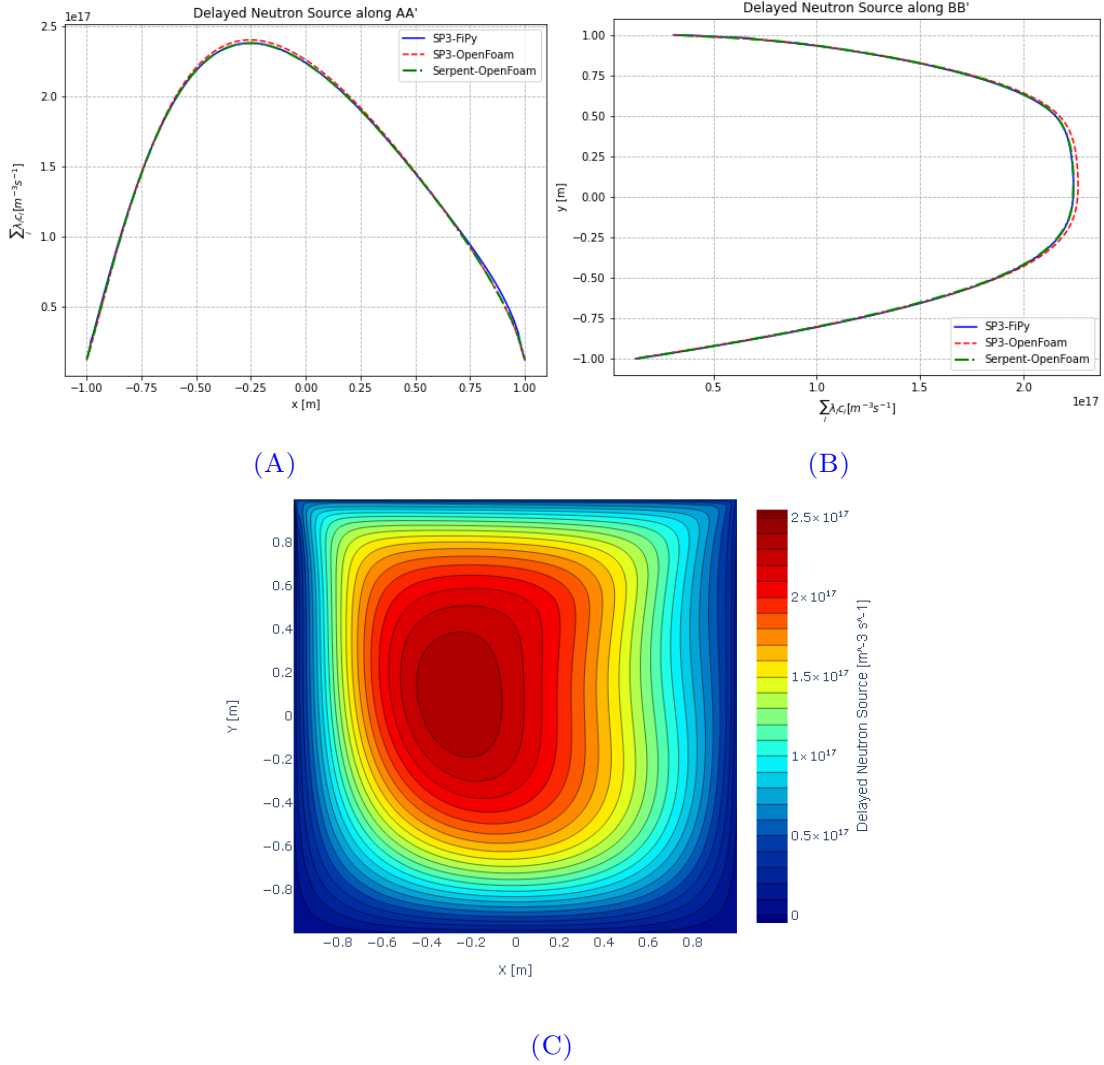 Delayed Neutron Source along AA'
1e17
2.5
2.0
1.5
1.0
0.5
∑λᵢcᵢ[m⁻³s⁻¹]
i
SP3-FiPy
SP3-OpenFoam
Serpent-OpenFoam
−1.00 −0.75 −0.50 −0.25 0.00 0.25 0.50 0.75 1.00
x [m]
(A)
Delayed Neutron Source along BB'
1.00
0.75
0.50
0.25
0.00
−0.25
−0.50
−0.75
−1.00
y [m]
SP3-FiPy
SP3-OpenFoam
Serpent-OpenFoam
0.5 1.0 1.5 2.0
1e17
∑λᵢcᵢ[m⁻³s⁻¹]
i
(B)
0.8
0.6
0.4
0.2
0
−0.2
−0.4
−0.6
−0.8
Y [m]
−0.8 −0.6 −0.4 −0.2 0 0.2 0.4 0.6 0.8
X [m]
2.5×10¹⁷
2×10¹⁷
1.5×10¹⁷
1×10¹⁷
0.5×10¹⁷
0
Delayed Neutron Source [m^-3 s^-1]
(C)